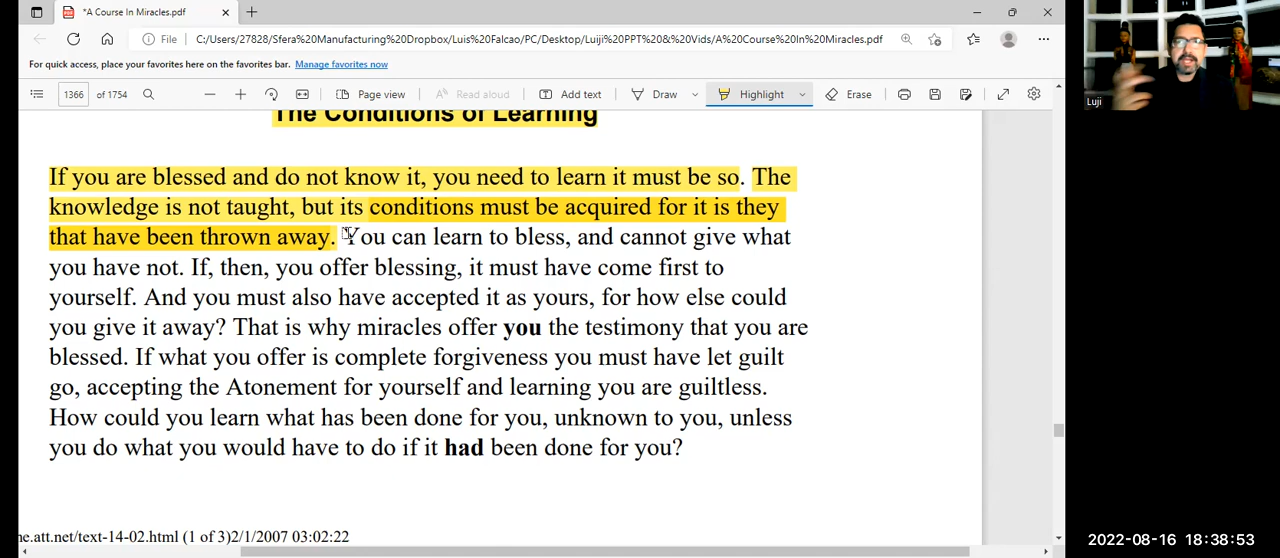 *A Course In Miracles.pdf
File C:/Users/27828/Sfera%20Manufacturing%20Dropbox/Luis%20Falcao/PC/Desktop/Luiji%20PPT%20&%20Vids/A%20Course%20In%20Miracles.pdf
For quick access, place your favorites here on the favorites bar. Manage favorites now
1366 of 1754 Page view Read aloud Add text Draw Highlight Erase
The Conditions of Learning
If you are blessed and do not know it, you need to learn it must be so. The
knowledge is not taught, but its conditions must be acquired for it is they
that have been thrown away. You can learn to bless, and cannot give what
you have not. If, then, you offer blessing, it must have come first to
yourself. And you must also have accepted it as yours, for how else could
you give it away? That is why miracles offer you the testimony that you are
blessed. If what you offer is complete forgiveness you must have let guilt
go, accepting the Atonement for yourself and learning you are guiltless.
How could you learn what has been done for you, unknown to you, unless
you do what you would have to do if it had been done for you?
ne.att.net/text-14-02.html (1 of 3)2/1/2007 03:02:22
Luji
2022-08-16 18:38:53